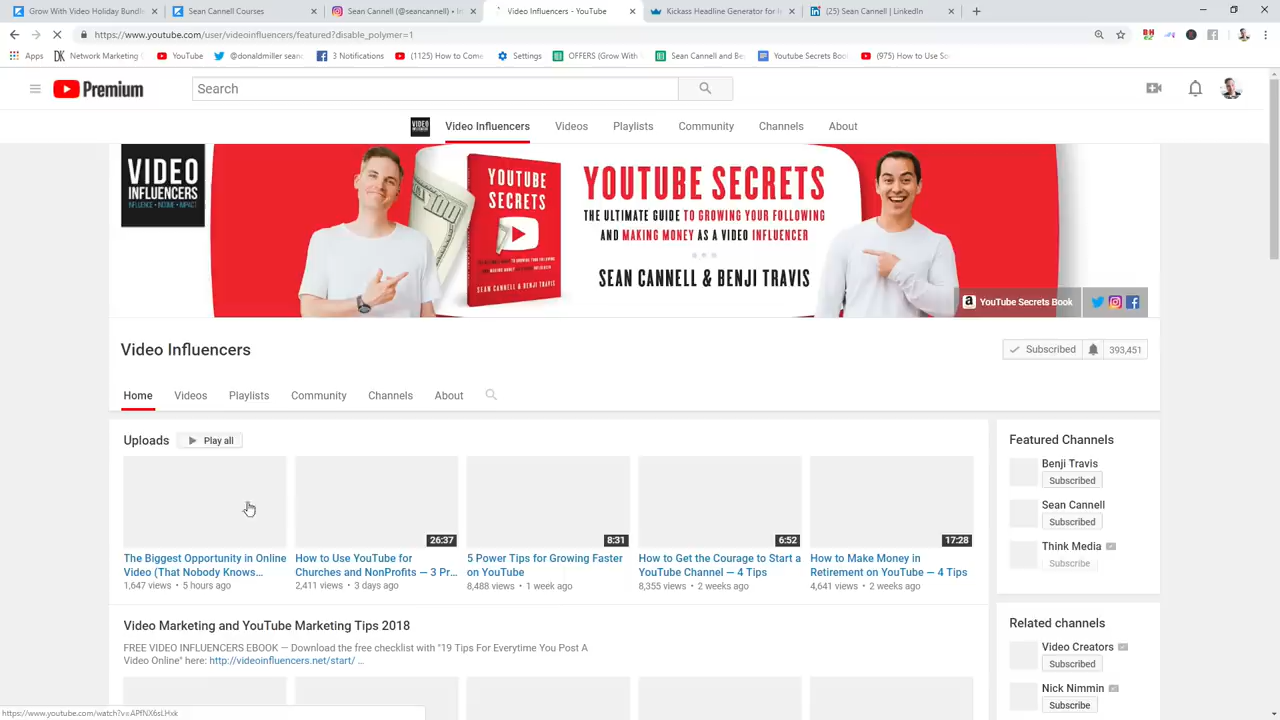 Grow With Video Holiday Bundle
Sean Cannell Courses
Sean Cannell (@seancannell) • In
Video Influencers - YouTube
Kickass Headline Generator for I
(25) Sean Cannell | LinkedIn
https://www.youtube.com/user/videoinfluencers/featured?disable_polymer=1
Apps
Network Marketing
YouTube
@donaldmiller seanc
3 Notifications
(1125) How to Come
Settings
OFFERS (Grow With
Sean Cannell and Be
Youtube Secrets Boo
(975) How to Use So
Premium
Search
Video Influencers
Videos
Playlists
Community
Channels
About
VIDEO
INFLUENCERS
INFLUENCE • INCOME • IMPACT
YOUTUBE
SECRETS
SEAN CANNELL & BENJI TRAVIS
YOUTUBE SECRETS
THE ULTIMATE GUIDE TO GROWING YOUR FOLLOWING
AND MAKING MONEY AS A VIDEO INFLUENCER
SEAN CANNELL & BENJI TRAVIS
YouTube Secrets Book
Video Influencers
Subscribed
393,451
Home
Videos
Playlists
Community
Channels
About
Uploads
Play all
26:37
8:31
6:52
17:28
The Biggest Opportunity in Online
Video (That Nobody Knows...
1,647 views • 5 hours ago
How to Use YouTube for
Churches and NonProfits — 3 Pr...
2,411 views • 3 days ago
5 Power Tips for Growing Faster
on YouTube
8,488 views • 1 week ago
How to Get the Courage to Start a
YouTube Channel — 4 Tips
8,355 views • 2 weeks ago
How to Make Money in
Retirement on YouTube — 4 Tips
4,641 views • 2 weeks ago
Featured Channels
Benji Travis
Subscribed
Sean Cannell
Subscribed
Think Media
Subscribe
Video Marketing and YouTube Marketing Tips 2018
FREE VIDEO INFLUENCERS EBOOK — Download the free checklist with "19 Tips For Everytime You Post A
Video Online" here: http://videoinfluencers.net/start/ ...
Related channels
Video Creators
Subscribed
Nick Nimmin
Subscribe
https://www.youtube.com/watch?v=APfNX6sLHxk